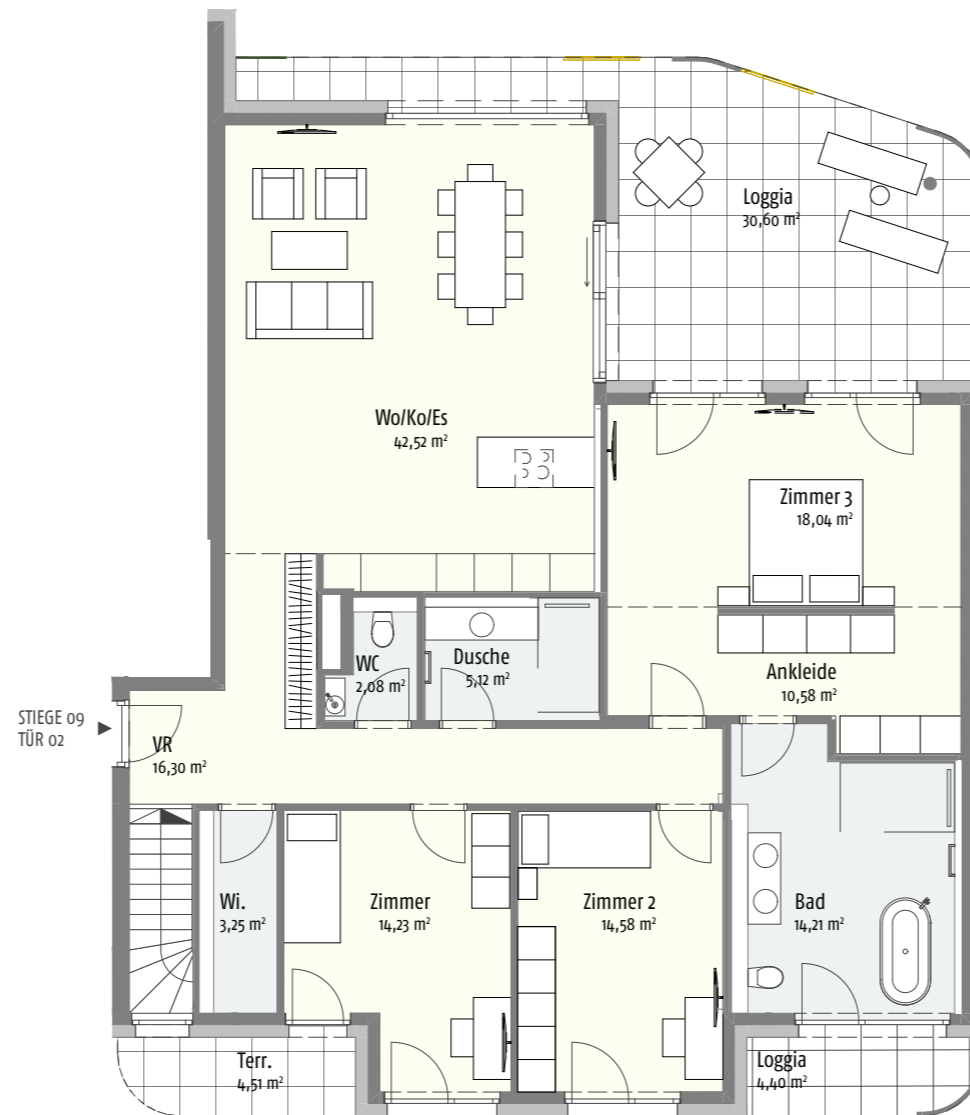 Loggia
30,60 m²
Wo/Ko/Es
42,52 m²
Zimmer 3
18,04 m²
WC
2,08 m²
Dusche
5,12 m²
Ankleide
10,58 m²
STIEGE 09
TÜR 02
VR
16,30 m²
Wi.
3,25 m²
Zimmer
14,23 m²
Zimmer 2
14,58 m²
Bad
14,21 m²
Terr.
4,51 m²
Loggia
4,40 m²